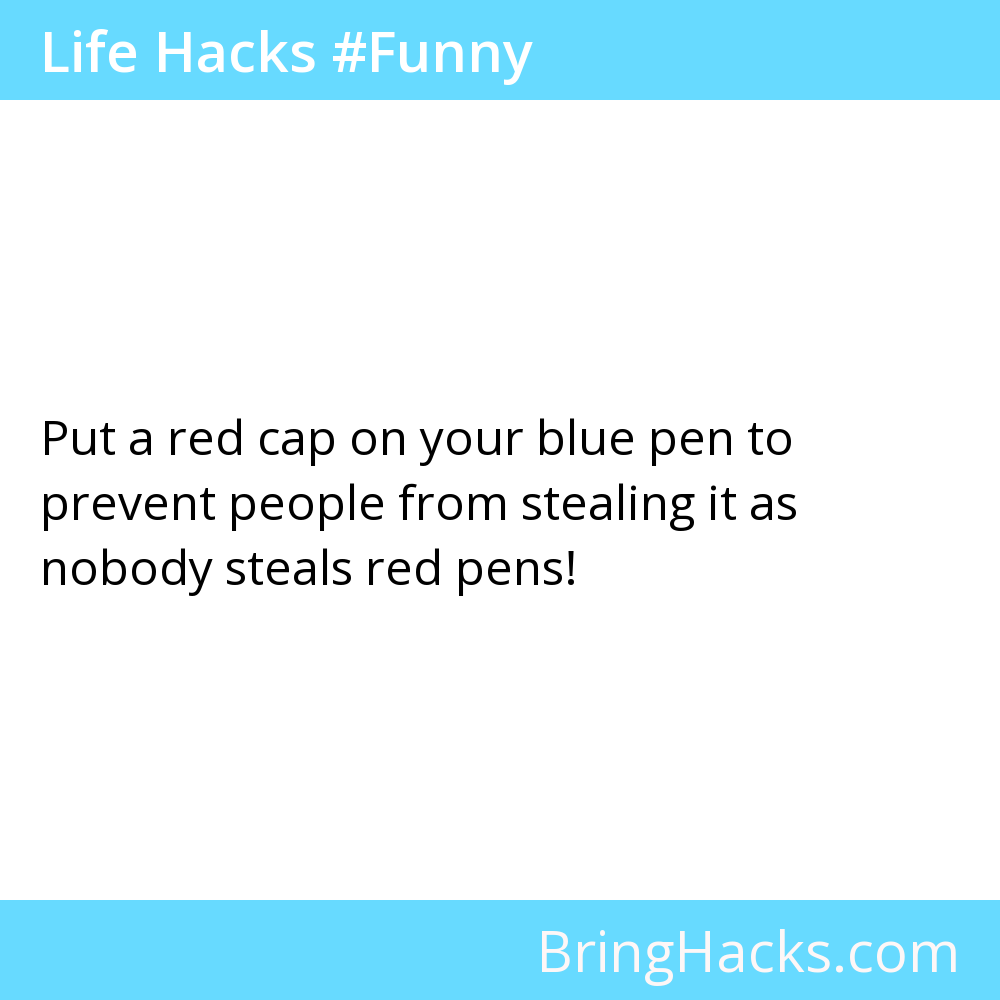 Life Hacks #Funny
Put a red cap on your blue pen to
prevent people from stealing it as
nobody steals red pens!
BringHacks.com